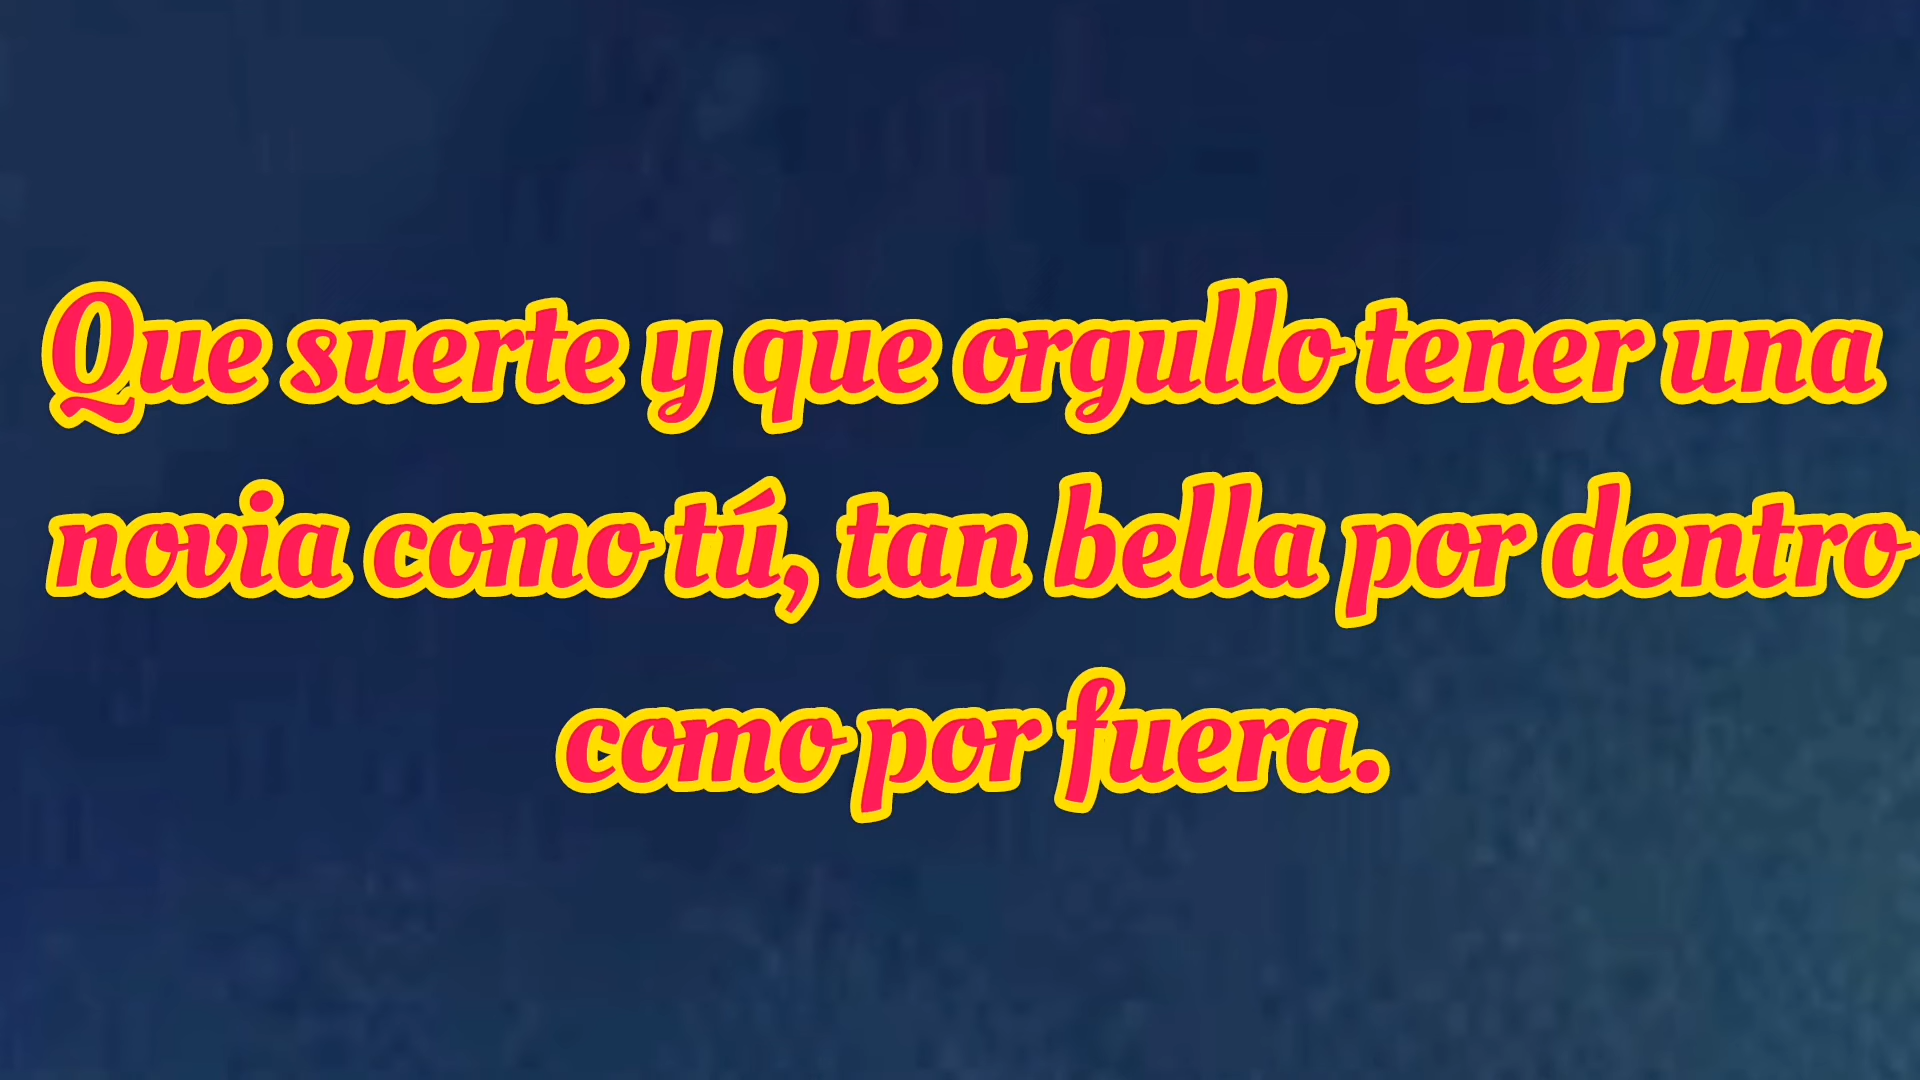 Que suerte y que orgullo tener una
novia como tú, tan bella por dentro
como por fuera.